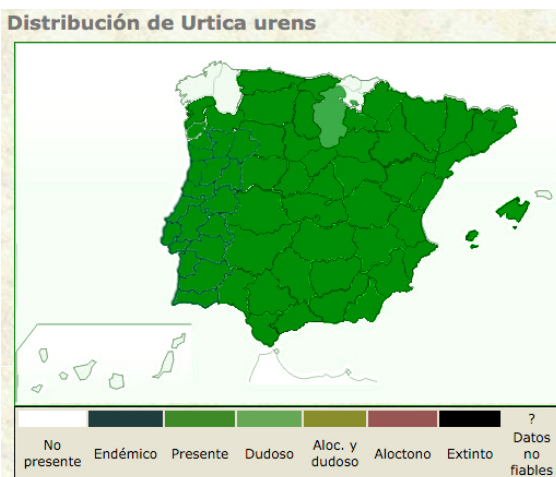 Distribución de Urtica urens
?
No presente
Endémico
Presente
Dudoso
Aloc. y dudoso
Aloctono
Extinto
Datos no fiables